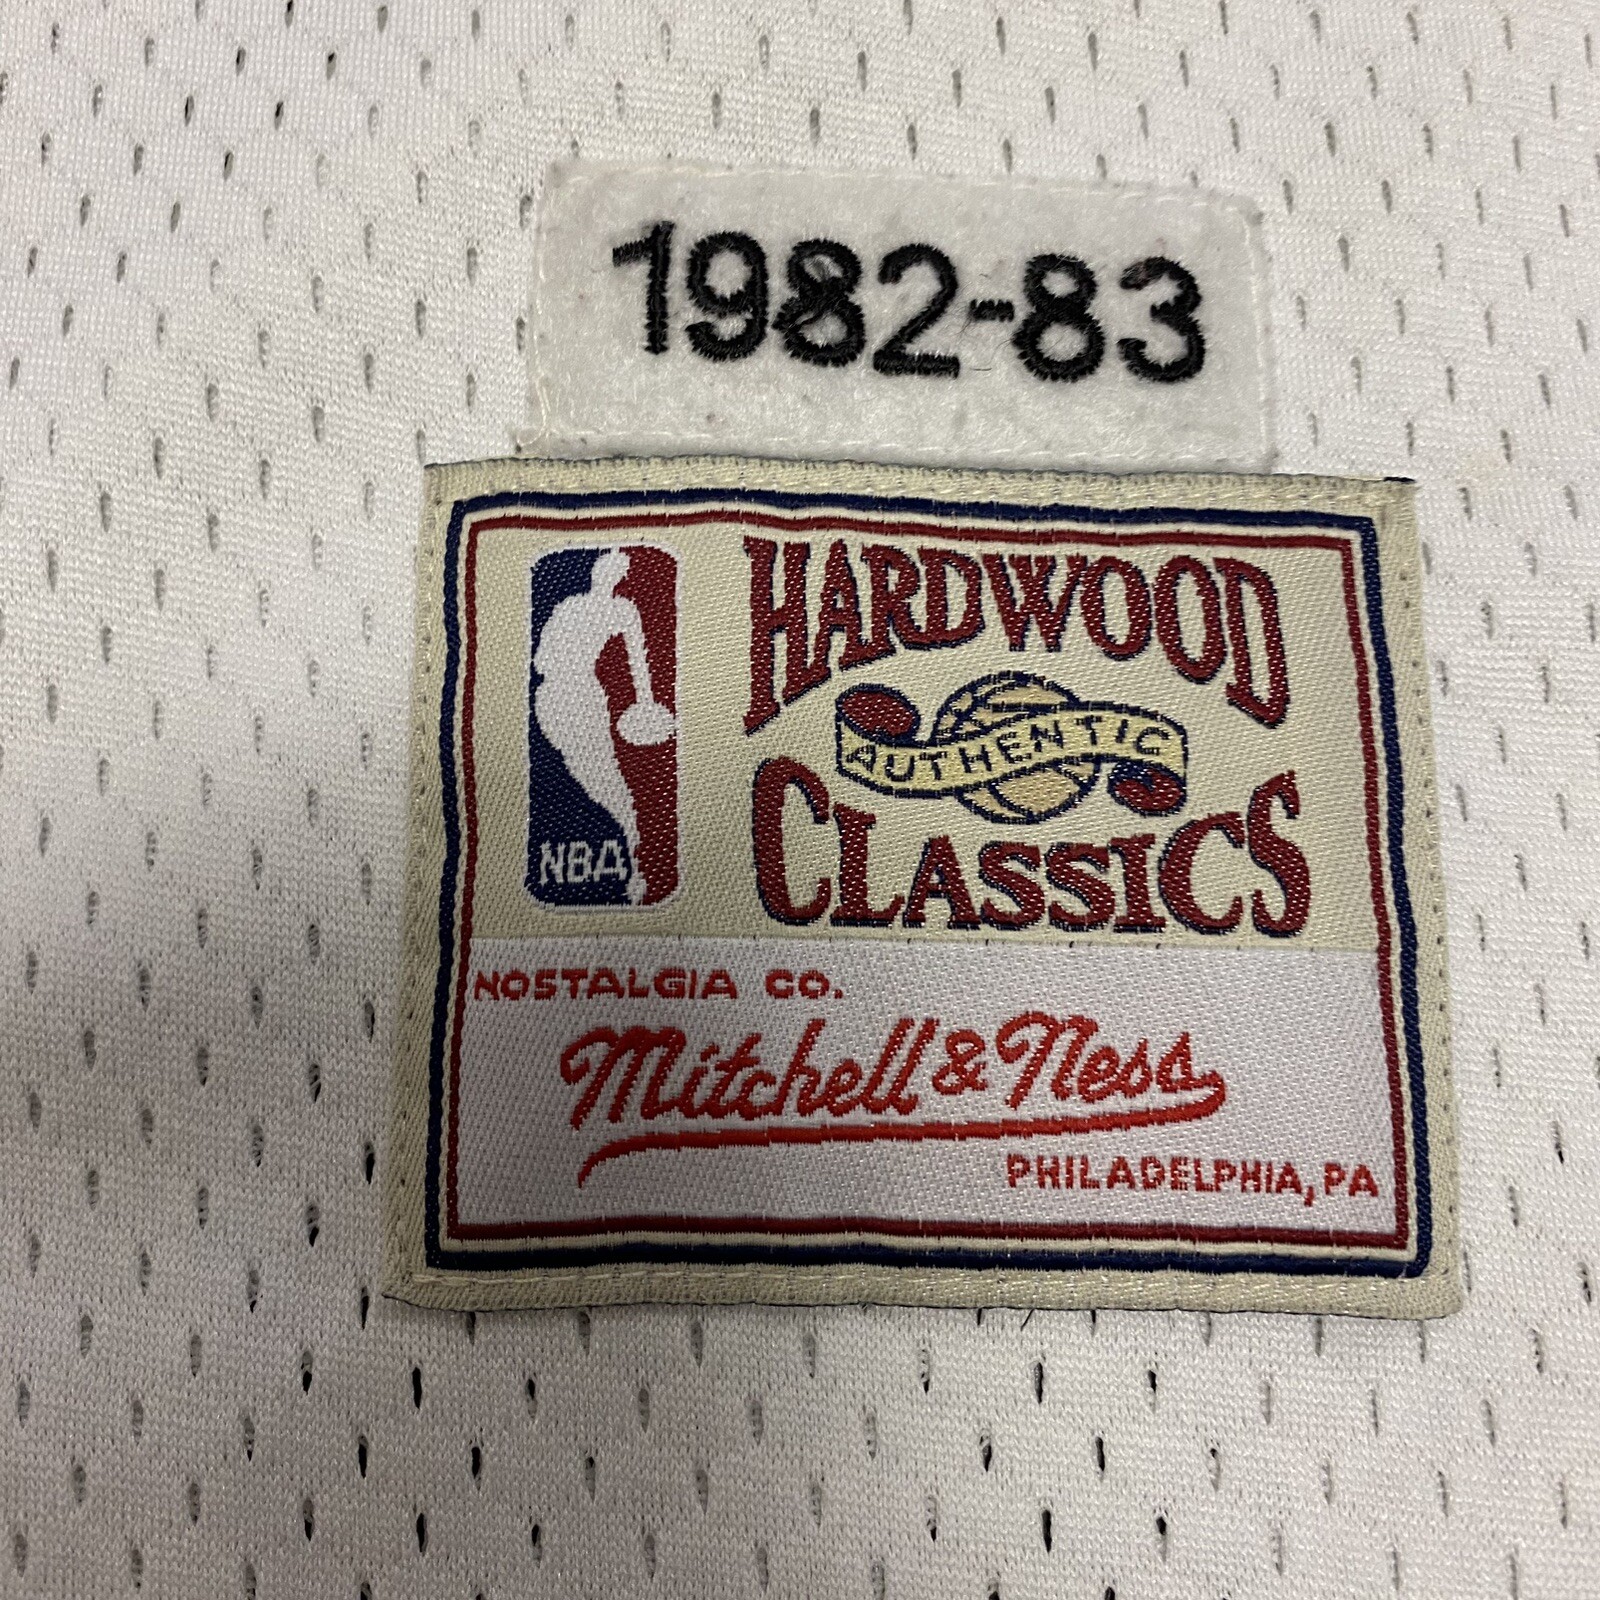 1982-83
HARDWOOD
AUTHENTIC
CLASSICS
NBA
NOSTALGIA CO.
Mitchell & Ness
PHILADELPHIA, PA